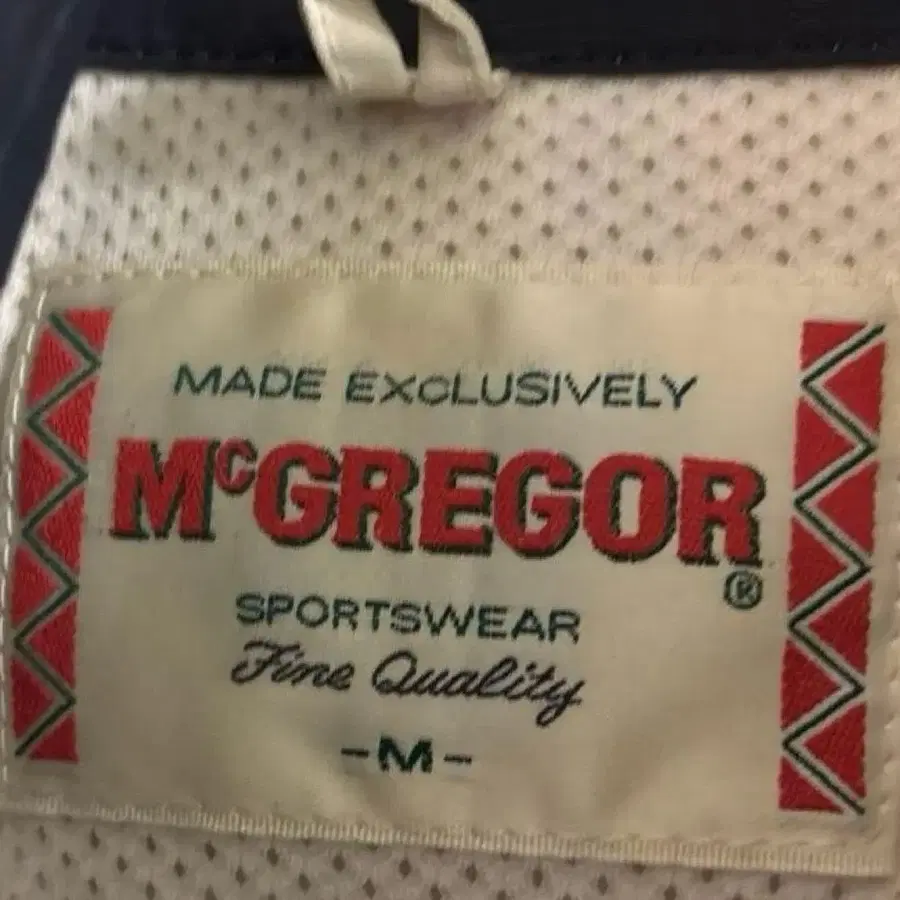 MADE EXCLUSIVELY
McGREGOR
®
SPORTSWEAR
Fine Quality
-M-